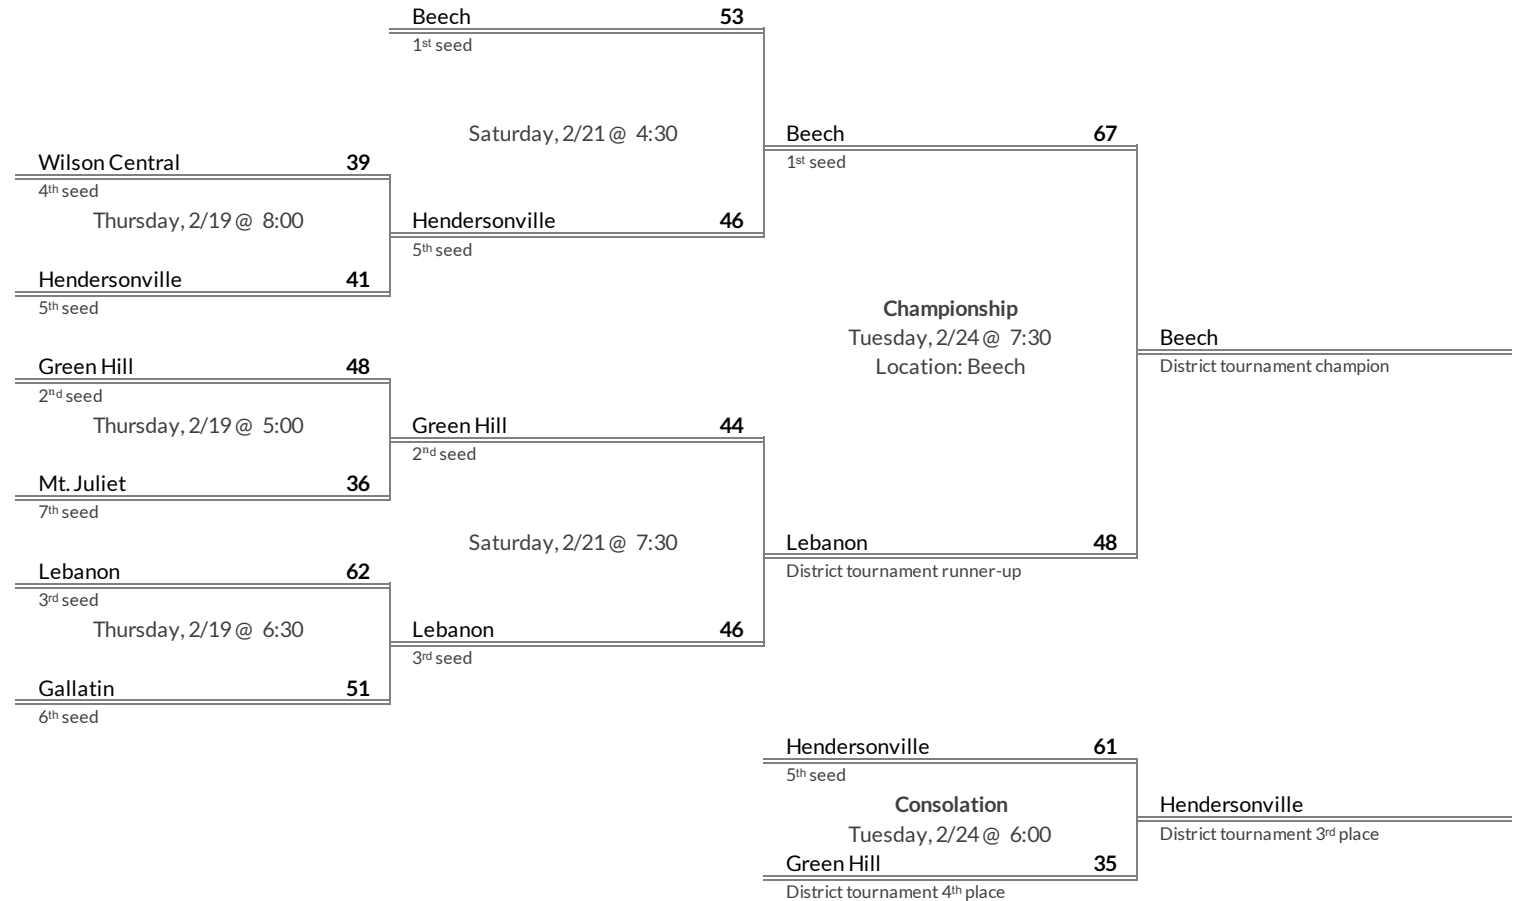 Beech 53
1st seed
Saturday, 2/21 @ 4:30
Beech 67
1st seed
Wilson Central 39
4th seed
Thursday, 2/19 @ 8:00
Hendersonville 46
5th seed
Hendersonville 41
5th seed
Championship
Tuesday, 2/24 @ 7:30
Location: Beech
Beech
District tournament champion
Green Hill 48
2nd seed
Thursday, 2/19 @ 5:00
Green Hill 44
2nd seed
Mt. Juliet 36
7th seed
Saturday, 2/21 @ 7:30
Lebanon 48
District tournament runner-up
Lebanon 62
3rd seed
Thursday, 2/19 @ 6:30
Lebanon 46
3rd seed
Gallatin 51
6th seed
Hendersonville 61
5th seed
Consolation
Tuesday, 2/24 @ 6:00
Hendersonville
District tournament 3rd place
Green Hill 35
District tournament 4th place